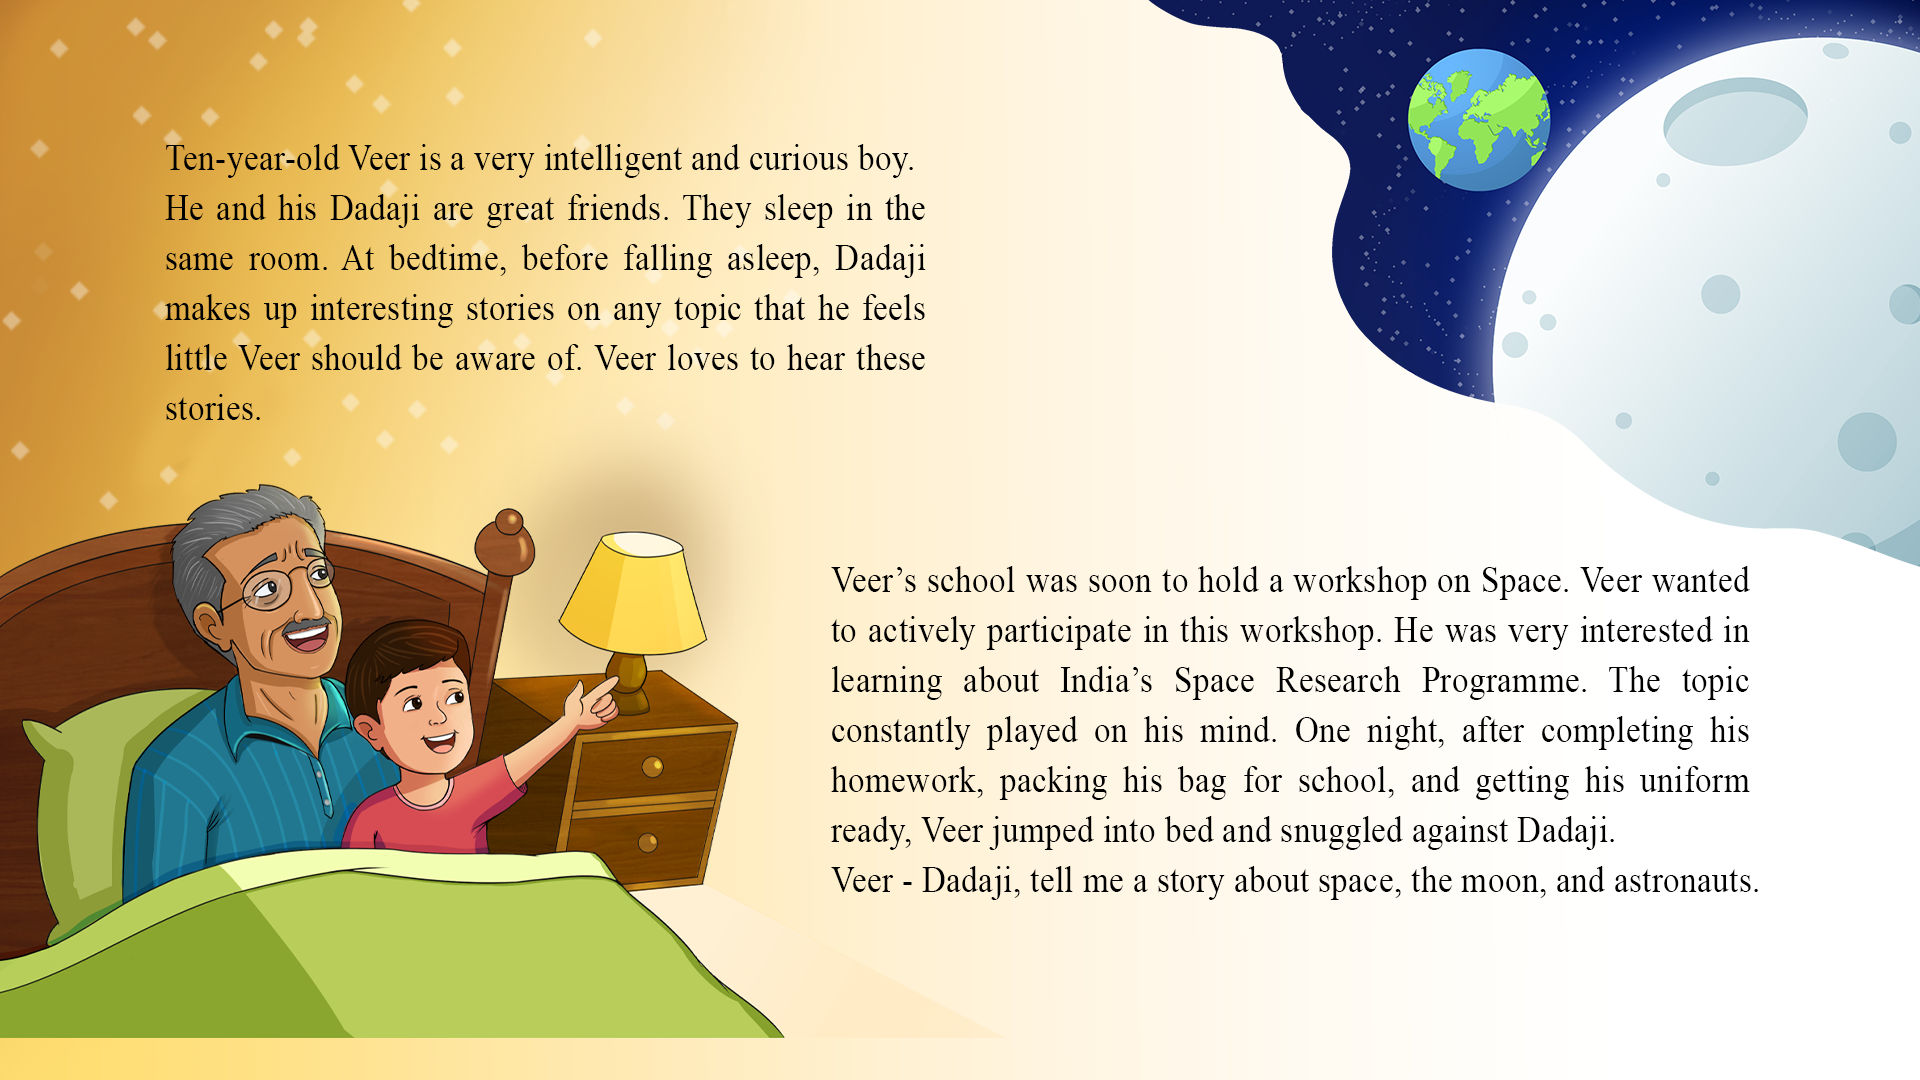 Ten-year-old Veer is a very intelligent and curious boy.
He and his Dadaji are great friends. They sleep in the
same room. At bedtime, before falling asleep, Dadaji
makes up interesting stories on any topic that he feels
little Veer should be aware of. Veer loves to hear these
stories.
Veer’s school was soon to hold a workshop on Space. Veer wanted
to actively participate in this workshop. He was very interested in
learning about India’s Space Research Programme. The topic
constantly played on his mind. One night, after completing his
homework, packing his bag for school, and getting his uniform
ready, Veer jumped into bed and snuggled against Dadaji.
Veer - Dadaji, tell me a story about space, the moon, and astronauts.